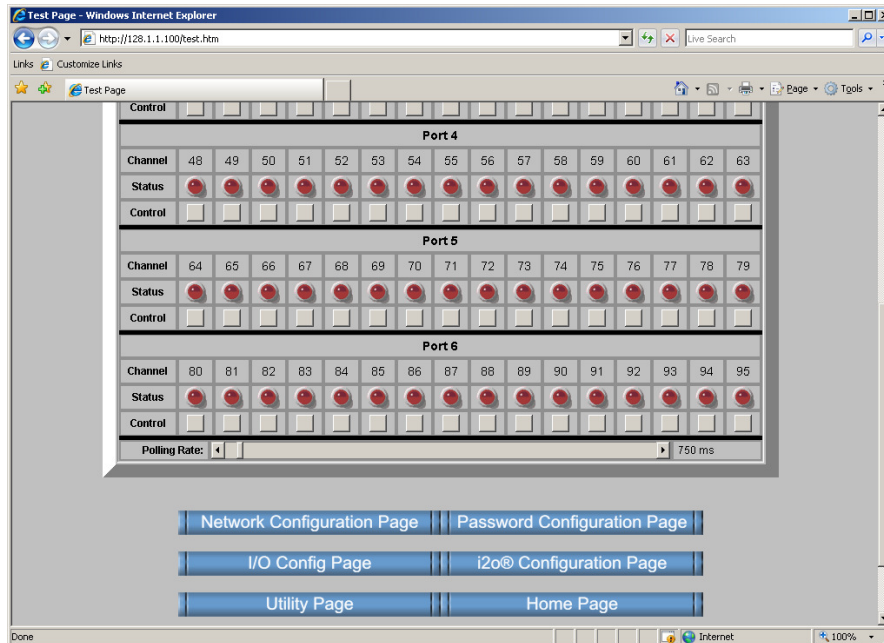 Test Page - Windows Internet Explorer
http://128.1.1.100/test.htm
Live Search
Links Customize Links
Test Page
Page Tools
Control
Port 4
Channel 48 49 50 51 52 53 54 55 56 57 58 59 60 61 62 63
Status
Control
Port 5
Channel 64 65 66 67 68 69 70 71 72 73 74 75 76 77 78 79
Status
Control
Port 6
Channel 80 81 82 83 84 85 86 87 88 89 90 91 92 93 94 95
Status
Control
Polling Rate: 750 ms
Network Configuration Page Password Configuration Page
I/O Config Page i2o® Configuration Page
Utility Page Home Page
Done Internet 100%